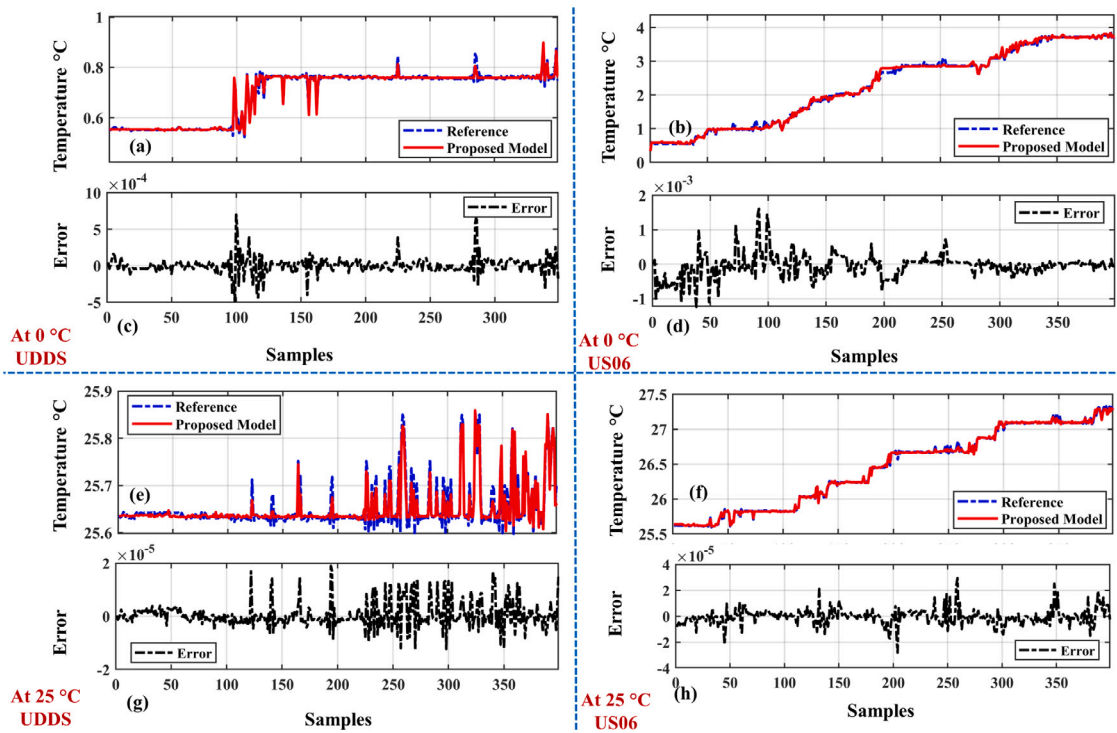 Temperature °C
1
0.8
0.6
(a)
Reference
Proposed Model
×10⁻⁴
Error
10
5
0
-5
Error
(c)
0 50 100 150 200 250 300
Samples
At 0 °C
UDDS
Temperature °C
4
3
2
1
0
(b)
Reference
Proposed Model
×10⁻³
Error
2
1
0
-1
Error
(d)
0 50 100 150 200 250 300 350
Samples
At 0 °C
US06
Temperature °C
25.9
25.8
25.7
25.6
Reference
Proposed Model
(e)
×10⁻⁵
Error
2
0
-2
Error
0 50 100 150 200 250 300 350
(g)
Samples
At 25 °C
UDDS
Temperature °C
27.5
27
26.5
26
25.5
(f)
Reference
Proposed Model
×10⁻⁵
Error
4
2
0
-2
-4
Error
0 50 100 150 200 250 300 350
(h)
Samples
At 25 °C
US06